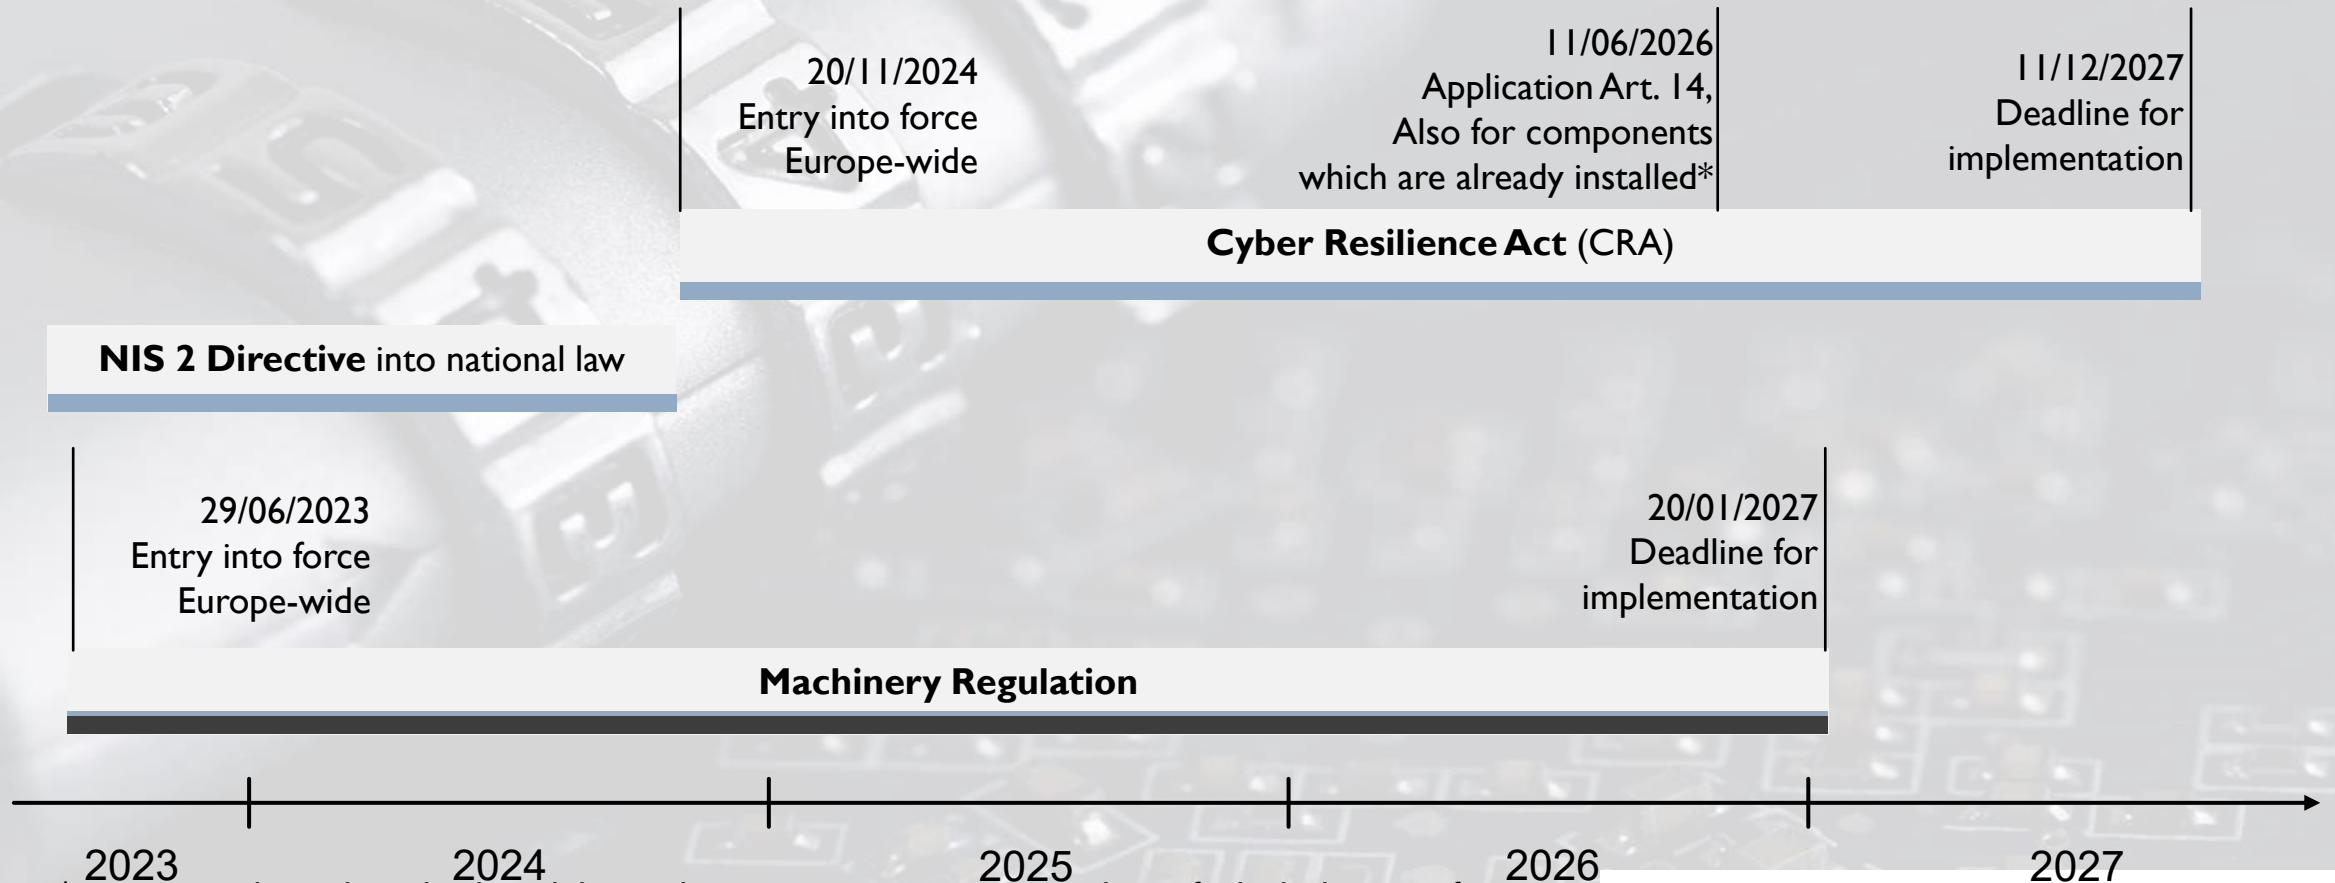 20/11/2024
Entry into force
Europe-wide
11/06/2026
Application Art. 14,
Also for components
which are already installed*
11/12/2027
Deadline for
implementation
Cyber Resilience Act (CRA)
NIS 2 Directive into national law
29/06/2023
Entry into force
Europe-wide
20/01/2027
Deadline for
implementation
Machinery Regulation
2023
2024
2025
2026
2027